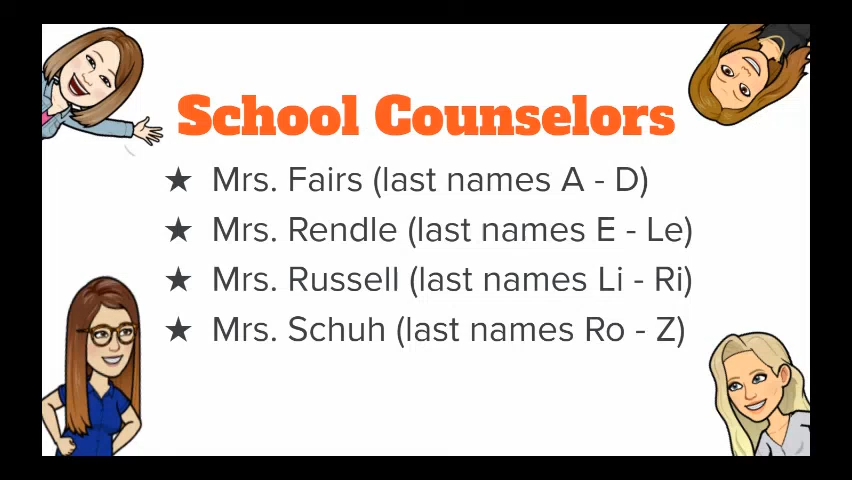 School Counselors
★ Mrs. Fairs (last names A - D)
★ Mrs. Rendle (last names E - Le)
★ Mrs. Russell (last names Li - Ri)
★ Mrs. Schuh (last names Ro - Z)